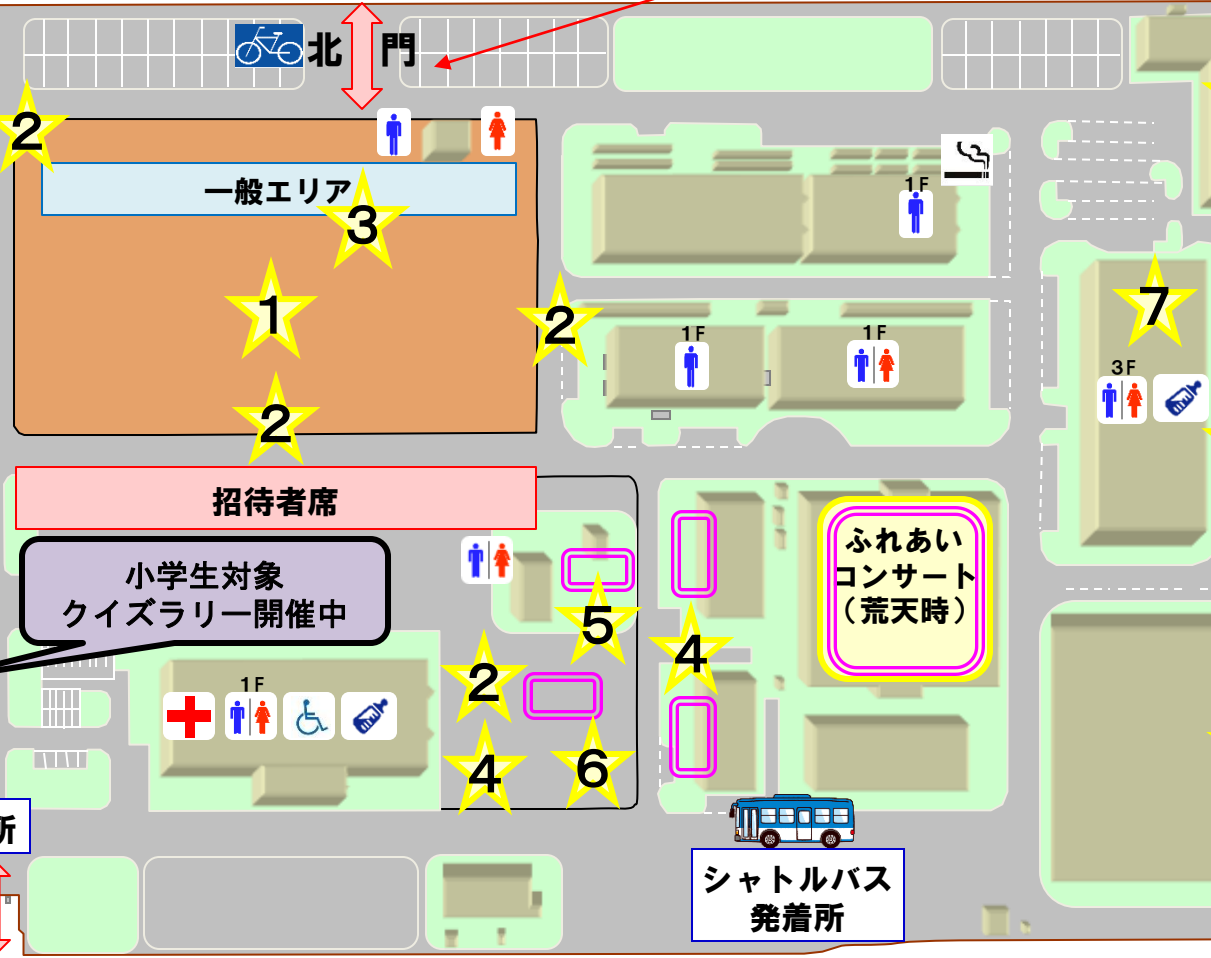 北 門
2
一般エリア
3
1F
1
2
7
1F
1F
3F
2
招待者席
ふれあい
コンサート
（荒天時）
小学生対象
クイズラリー開催中
5
4
2
1F
4
6
所
シャトルバス
発着所